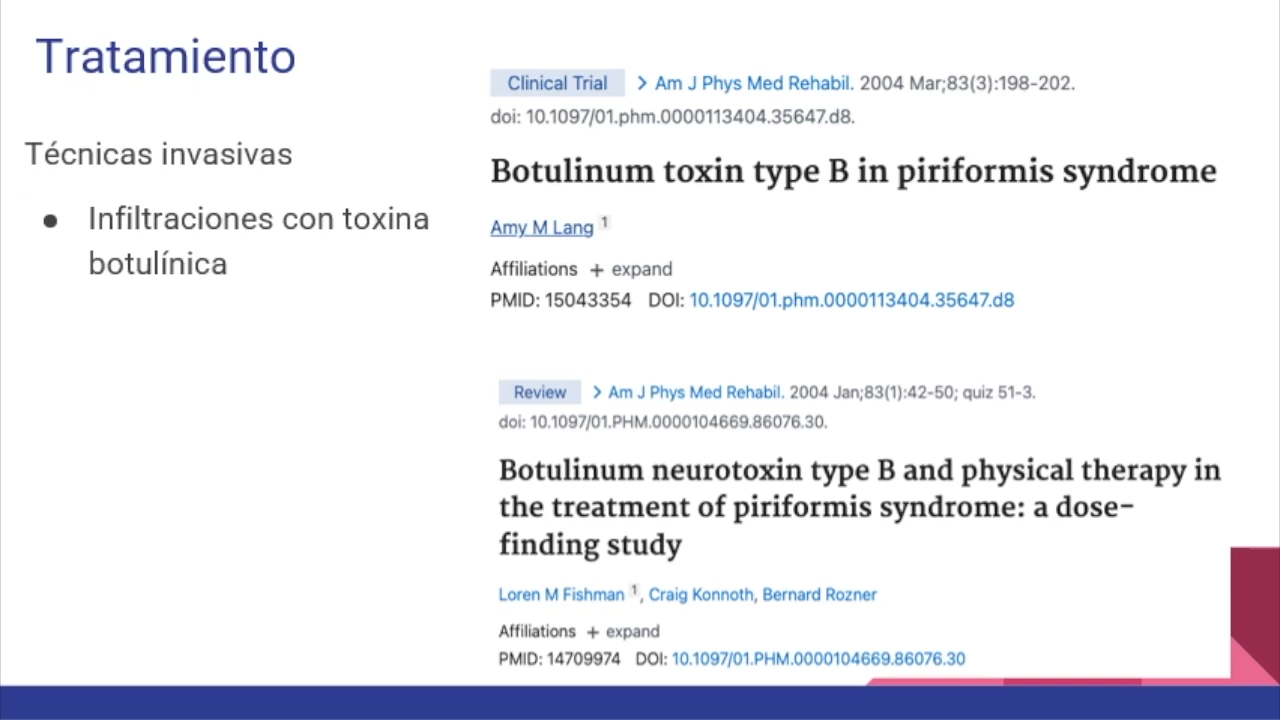 Tratamiento
Técnicas invasivas
● Infiltraciones con toxina
botulínica
Clinical Trial > Am J Phys Med Rehabil. 2004 Mar;83(3):198-202.
doi: 10.1097/01.phm.0000113404.35647.d8.
Botulinum toxin type B in piriformis syndrome
Amy M Lang 1
Affiliations + expand
PMID: 15043354 DOI: 10.1097/01.phm.0000113404.35647.d8
Review > Am J Phys Med Rehabil. 2004 Jan;83(1):42-50; quiz 51-3.
doi: 10.1097/01.PHM.0000104669.86076.30.
Botulinum neurotoxin type B and physical therapy in
the treatment of piriformis syndrome: a dose-
finding study
Loren M Fishman 1, Craig Konnoth, Bernard Rozner
Affiliations + expand
PMID: 14709974 DOI: 10.1097/01.PHM.0000104669.86076.30